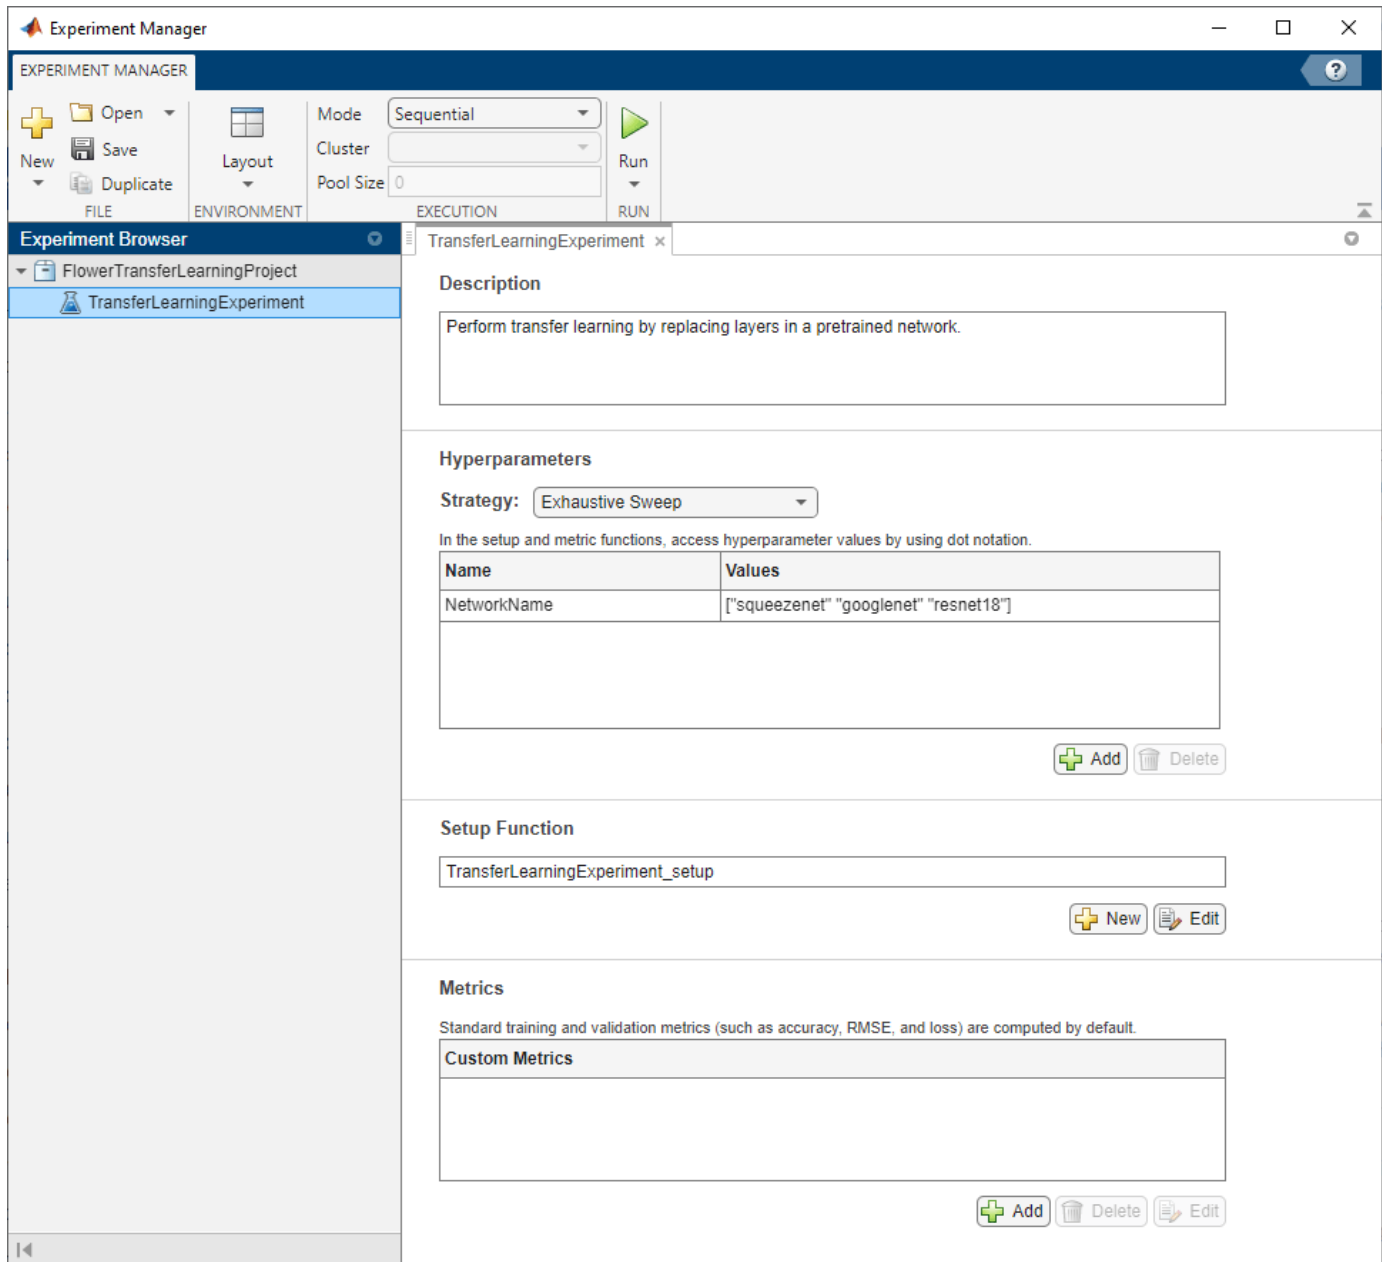 Experiment Manager
EXPERIMENT MANAGER
?
New
Open
Save
Duplicate
FILE
Layout
ENVIRONMENT
Mode Sequential
Cluster
Pool Size 0
EXECUTION
Run
RUN
Experiment Browser
FlowerTransferLearningProject
TransferLearningExperiment
TransferLearningExperiment ×
Description
Perform transfer learning by replacing layers in a pretrained network.
Hyperparameters
Strategy: Exhaustive Sweep
In the setup and metric functions, access hyperparameter values by using dot notation.
Name Values
NetworkName ["squeezenet" "googlenet" "resnet18"]
Add Delete
Setup Function
TransferLearningExperiment_setup
New Edit
Metrics
Standard training and validation metrics (such as accuracy, RMSE, and loss) are computed by default.
Custom Metrics
Add Delete Edit